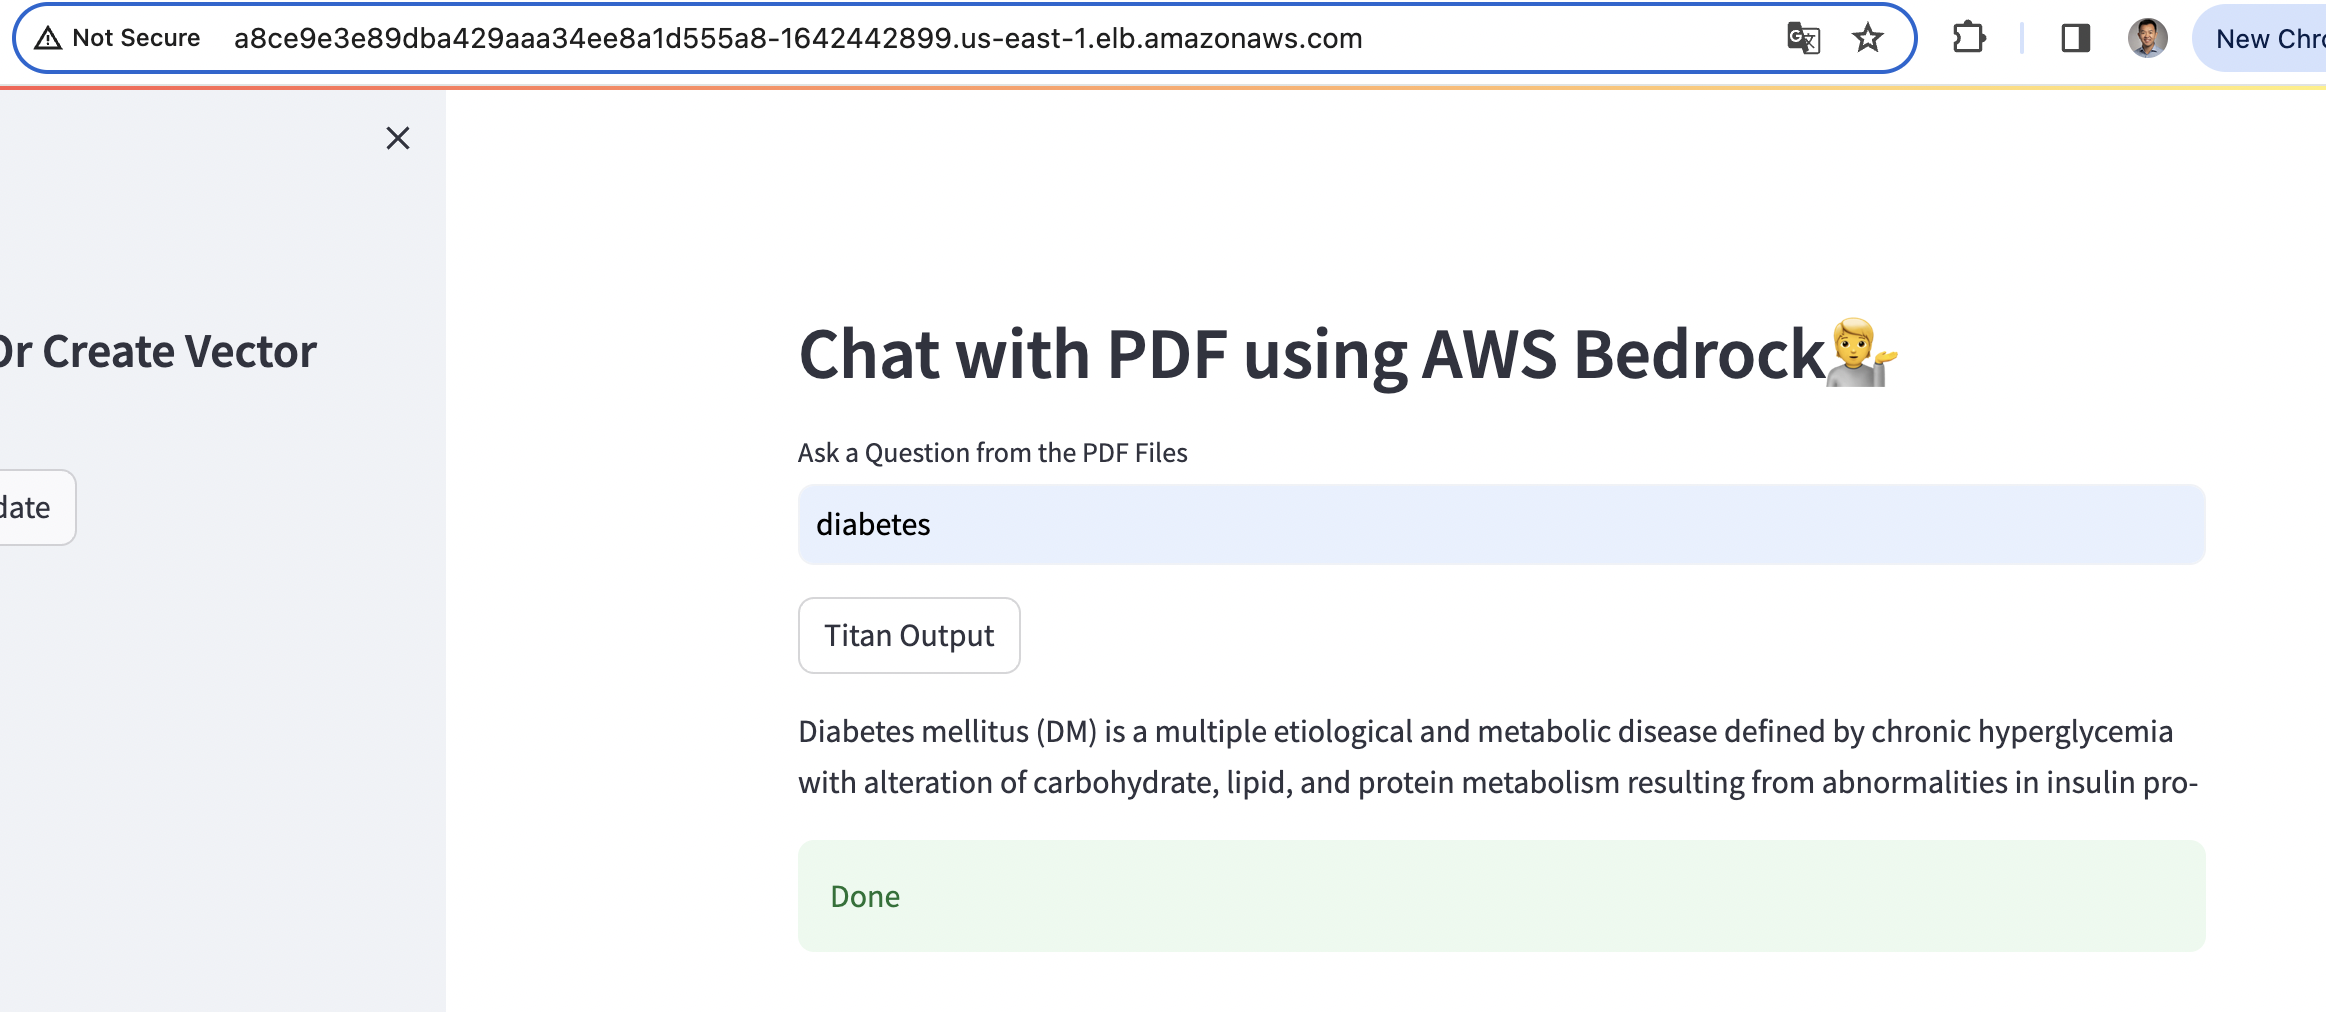 Not Secure a8ce9e3e89dba429aaa34ee8a1d555a8-1642442899.us-east-1.elb.amazonaws.com
New Chro
Or Create Vector
date
Chat with PDF using AWS Bedrock💁
Ask a Question from the PDF Files
diabetes
Titan Output
Diabetes mellitus (DM) is a multiple etiological and metabolic disease defined by chronic hyperglycemia
with alteration of carbohydrate, lipid, and protein metabolism resulting from abnormalities in insulin pro-
Done